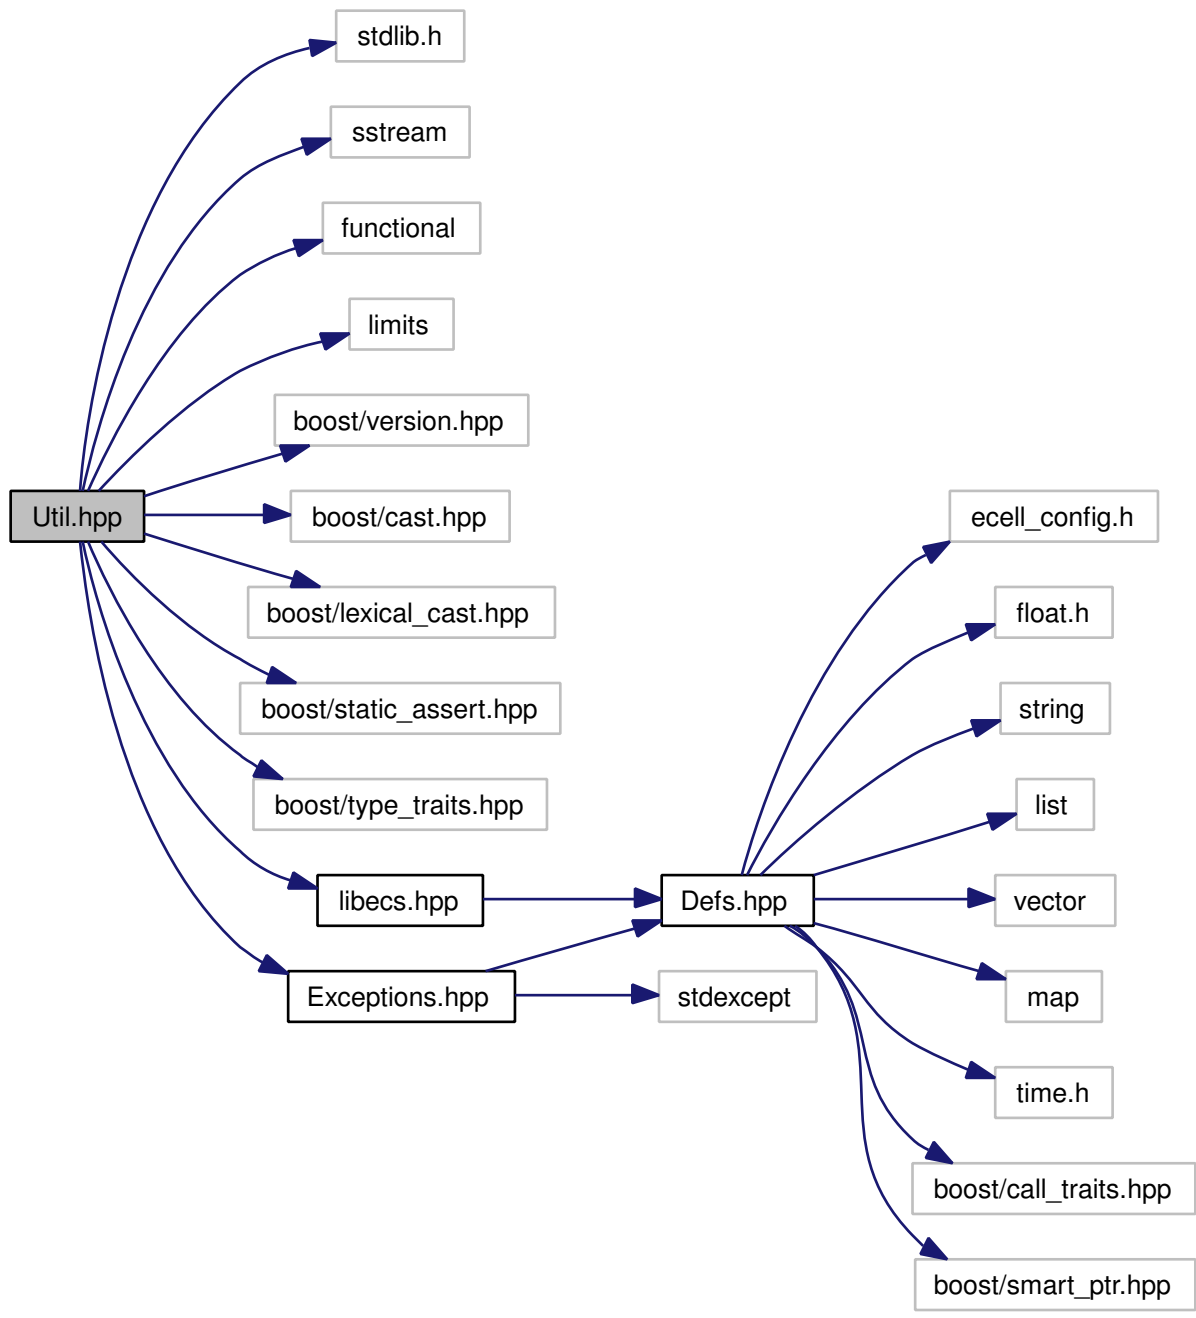 stdlib.h
sstream
functional
limits
boost/version.hpp
Util.hpp
boost/cast.hpp
ecell_config.h
boost/lexical_cast.hpp
float.h
boost/static_assert.hpp
string
boost/type_traits.hpp
list
libecs.hpp
Defs.hpp
vector
Exceptions.hpp
stdexcept
map
time.h
boost/call_traits.hpp
boost/smart_ptr.hpp